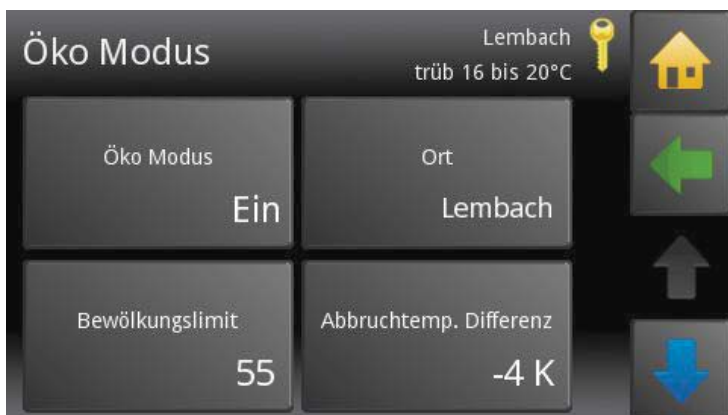 Öko Modus
Lembach
trüb 16 bis 20°C
Öko Modus
Ein
Ort
Lembach
Bewölkungslimit
55
Abbruchtemp. Differenz
-4 K